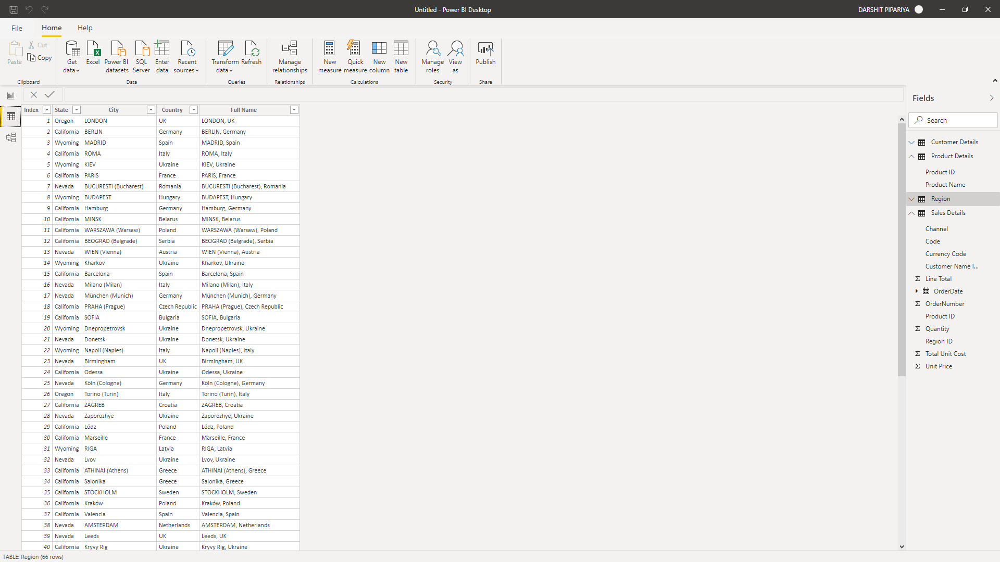 Untitled - Power BI Desktop
DARSHIT PIPARIYA
File Home Help
Paste
Cut
Copy
Clipboard
Get data
Excel
Power BI datasets
SQL Server
Enter data
Recent sources
Data
Transform data
Refresh
Queries
Manage relationships
Relationships
New measure
Quick measure
New column
New table
Calculations
Manage roles
View as
Security
Publish
Share
Index State City Country Full Name
1 Oregon LONDON UK LONDON, UK
2 California BERLIN Germany BERLIN, Germany
3 Wyoming MADRID Spain MADRID, Spain
4 California ROMA Italy ROMA, Italy
5 Wyoming KIEV Ukraine KIEV, Ukraine
6 California PARIS France PARIS, France
7 Nevada BUCURESTI (Bucharest) Romania BUCURESTI (Bucharest), Romania
8 Wyoming BUDAPEST Hungary BUDAPEST, Hungary
9 California Hamburg Germany Hamburg, Germany
10 California MINSK Belarus MINSK, Belarus
11 California WARSZAWA (Warsaw) Poland WARSZAWA (Warsaw), Poland
12 California BEOGRAD (Belgrade) Serbia BEOGRAD (Belgrade), Serbia
13 Nevada WIEN (Vienna) Austria WIEN (Vienna), Austria
14 Wyoming Kharkov Ukraine Kharkov, Ukraine
15 California Barcelona Spain Barcelona, Spain
16 Nevada Milano (Milan) Italy Milano (Milan), Italy
17 Nevada München (Munich) Germany München (Munich), Germany
18 California PRAHA (Prague) Czech Republic PRAHA (Prague), Czech Republic
19 California SOFIA Bulgaria SOFIA, Bulgaria
20 Wyoming Dnepropetrovsk Ukraine Dnepropetrovsk, Ukraine
21 Nevada Donetsk Ukraine Donetsk, Ukraine
22 Wyoming Napoli (Naples) Italy Napoli (Naples), Italy
23 Nevada Birmingham UK Birmingham, UK
24 California Odessa Ukraine Odessa, Ukraine
25 Nevada Köln (Cologne) Germany Köln (Cologne), Germany
26 Oregon Torino (Turin) Italy Torino (Turin), Italy
27 California ZAGREB Croatia ZAGREB, Croatia
28 Nevada Zaporozhye Ukraine Zaporozhye, Ukraine
29 California Lódz Poland Lódz, Poland
30 California Marseille France Marseille, France
31 Wyoming RIGA Latvia RIGA, Latvia
32 Nevada Lvov Ukraine Lvov, Ukraine
33 California ATHINAI (Athens) Greece ATHINAI (Athens), Greece
34 California Salonika Greece Salonika, Greece
35 California STOCKHOLM Sweden STOCKHOLM, Sweden
36 California Kraków Poland Kraków, Poland
37 California Valencia Spain Valencia, Spain
38 Nevada AMSTERDAM Netherlands AMSTERDAM, Netherlands
39 Nevada Leeds UK Leeds, UK
40 California Kryvy Rig Ukraine Kryvy Rig, Ukraine
Fields
Search
Customer Details
Product Details
Product ID
Product Name
Region
Sales Details
Channel
Code
Currency Code
Customer Name I...
Σ Line Total
OrderDate
Σ OrderNumber
Product ID
Σ Quantity
Region ID
Σ Total Unit Cost
Σ Unit Price
TABLE: Region (66 rows)